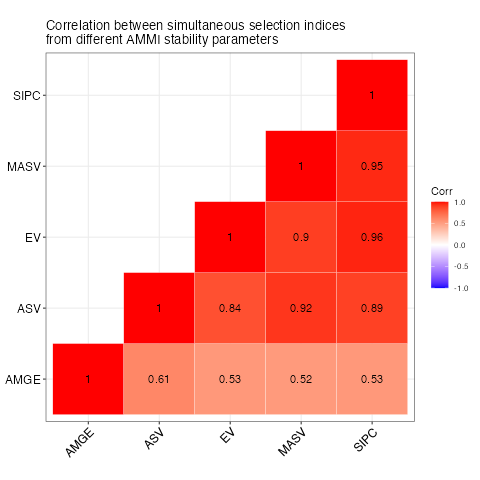 Correlation between simultaneous selection indices
from different AMMI stability parameters
SIPC
1
MASV
1
0.95
Corr
EV
1
0.9
0.96
1.0
0.5
0.0
-0.5
-1.0
ASV
1
0.84
0.92
0.89
AMGE
1
0.61
0.53
0.52
0.53
AMGE
ASV
EV
MASV
SIPC